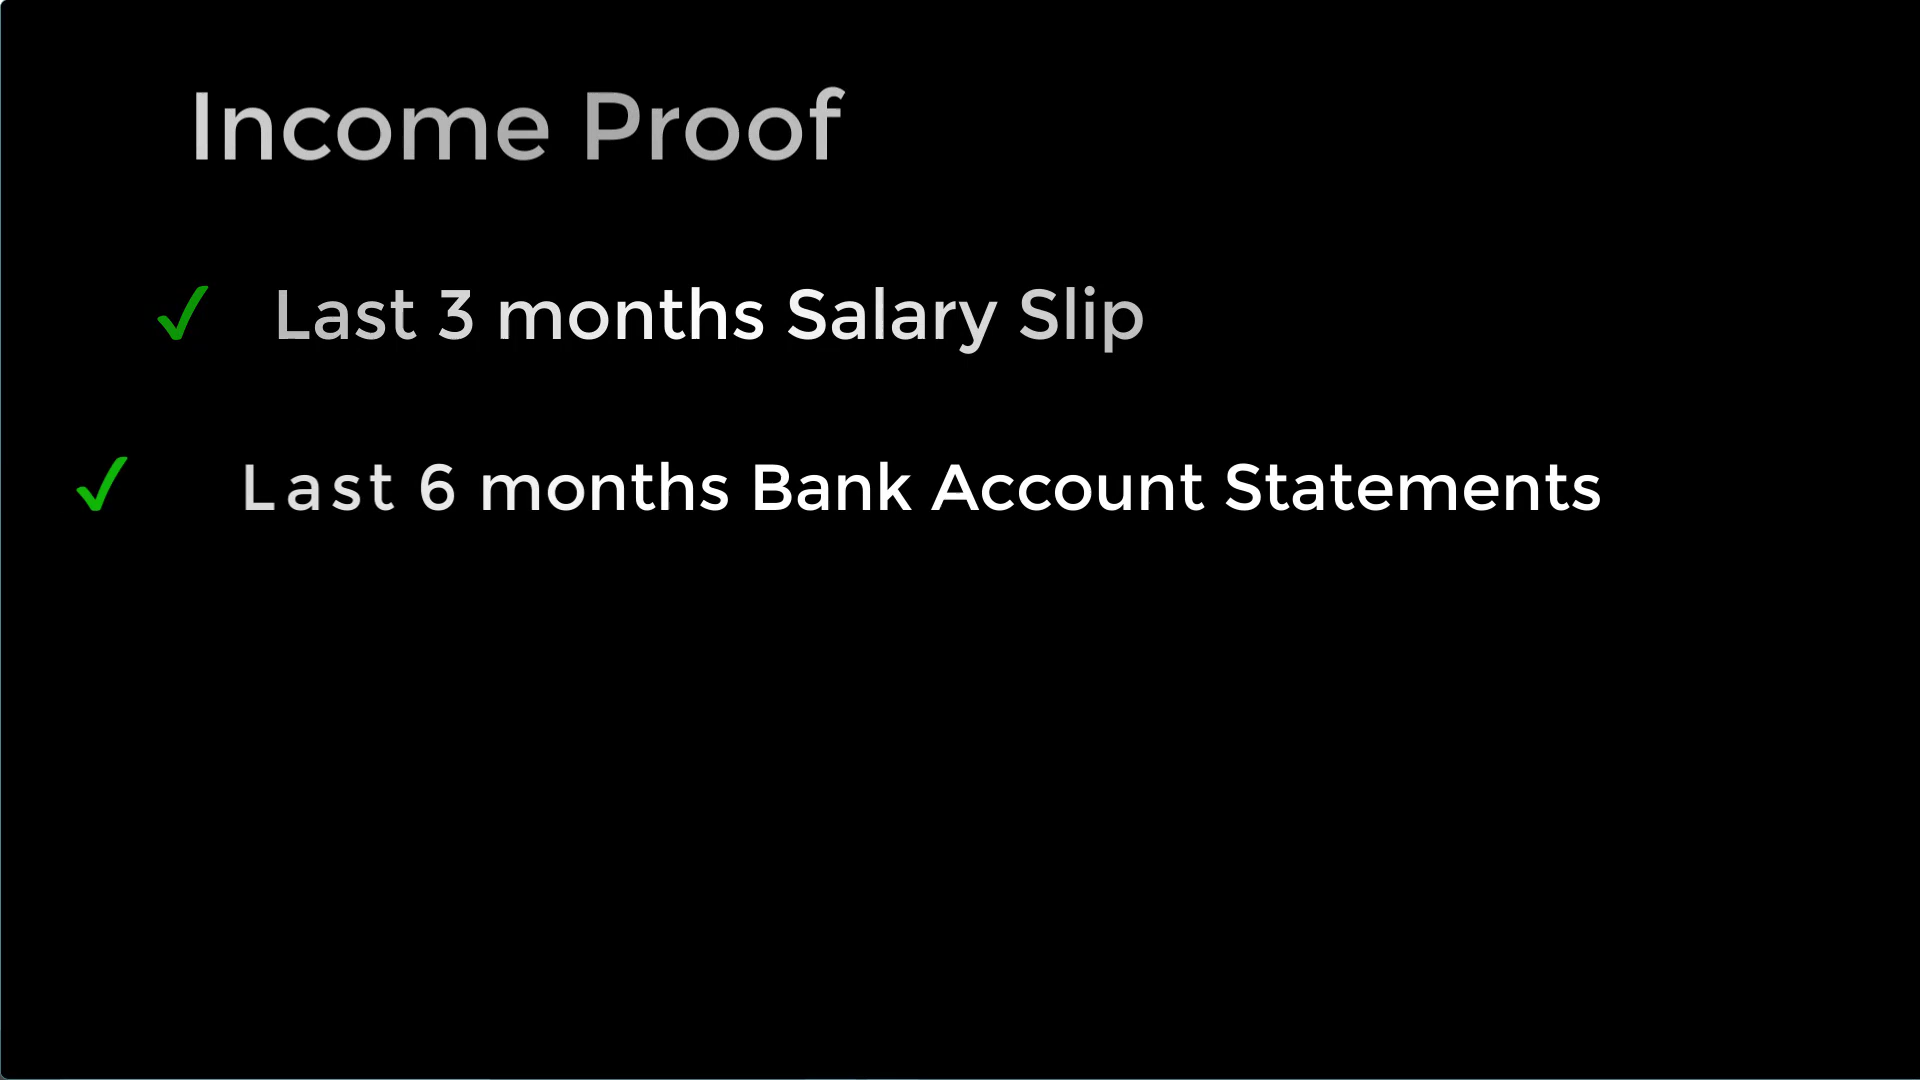 Income Proof
✓ Last 3 months Salary Slip
✓ Last 6 months Bank Account Statements